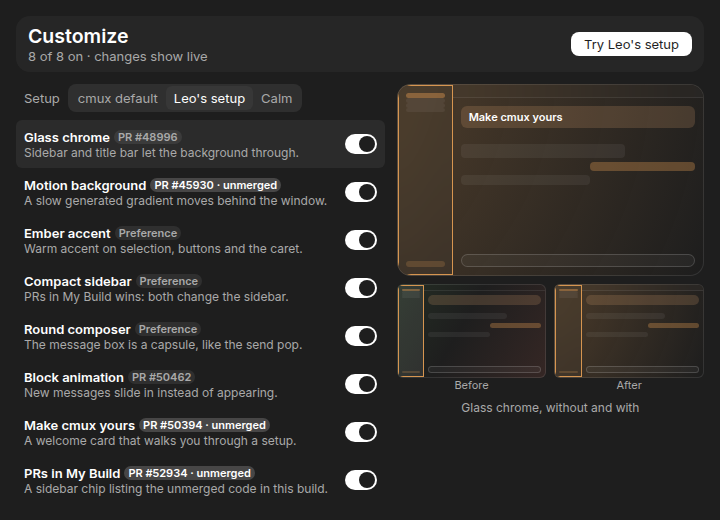 Customize
8 of 8 on · changes show live
Try Leo's setup
Setup
cmux default
Leo's setup
Calm
Glass chrome PR #48996
Sidebar and title bar let the background through.
Motion background PR #45930 · unmerged
A slow generated gradient moves behind the window.
Ember accent Preference
Warm accent on selection, buttons and the caret.
Compact sidebar Preference
PRs in My Build wins: both change the sidebar.
Round composer Preference
The message box is a capsule, like the send pop.
Block animation PR #50462
New messages slide in instead of appearing.
Make cmux yours PR #50394 · unmerged
A welcome card that walks you through a setup.
PRs in My Build PR #52934 · unmerged
A sidebar chip listing the unmerged code in this build.
Make cmux yours
Before
After
Glass chrome, without and with